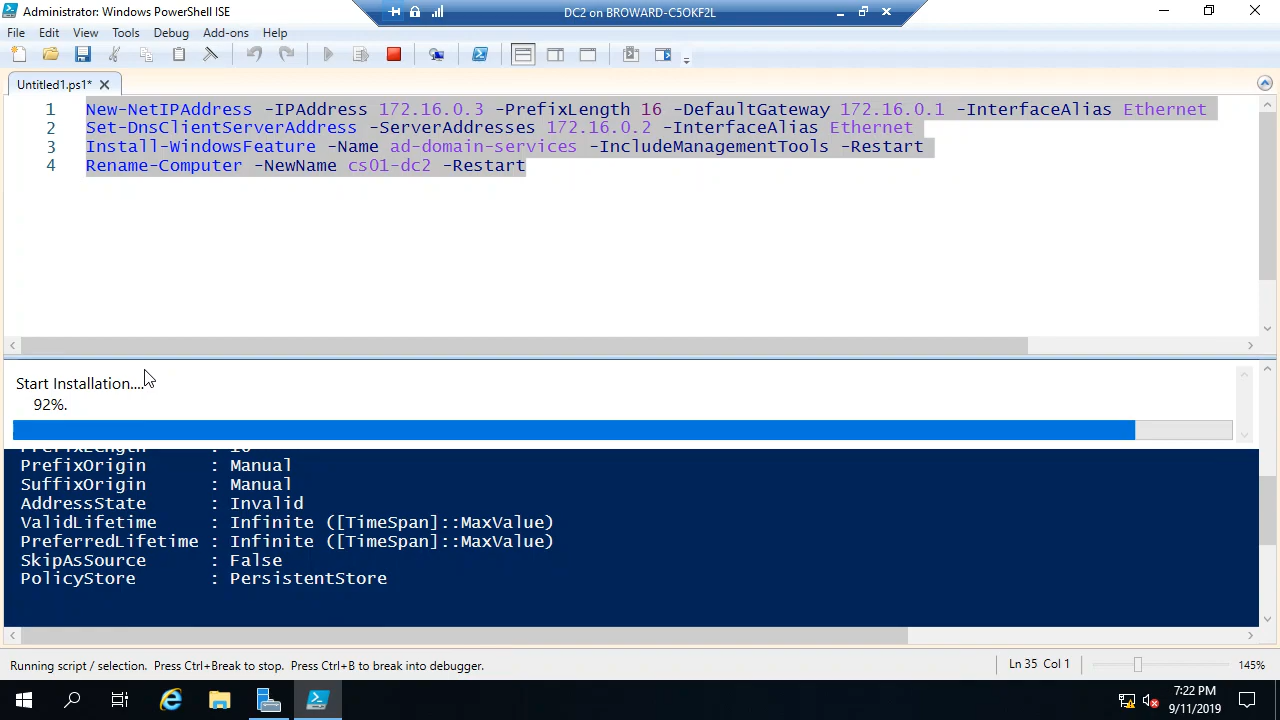 Administrator: Windows PowerShell ISE
DC2 on BROWARD-C5OKF2L
File Edit View Tools Debug Add-ons Help
Untitled1.ps1*
1 New-NetIPAddress -IPAddress 172.16.0.3 -PrefixLength 16 -DefaultGateway 172.16.0.1 -InterfaceAlias Ethernet
2 Set-DnsClientServerAddress -ServerAddresses 172.16.0.2 -InterfaceAlias Ethernet
3 Install-WindowsFeature -Name ad-domain-services -IncludeManagementTools -Restart
4 Rename-Computer -NewName cs01-dc2 -Restart
Start Installation....
92%.
PrefixLength : 16
PrefixOrigin : Manual
SuffixOrigin : Manual
AddressState : Invalid
ValidLifetime : Infinite ([TimeSpan]::MaxValue)
PreferredLifetime : Infinite ([TimeSpan]::MaxValue)
SkipAsSource : False
PolicyStore : PersistentStore
Running script / selection. Press Ctrl+Break to stop. Press Ctrl+B to break into debugger.
Ln 35 Col 1
145%
7:22 PM
9/11/2019